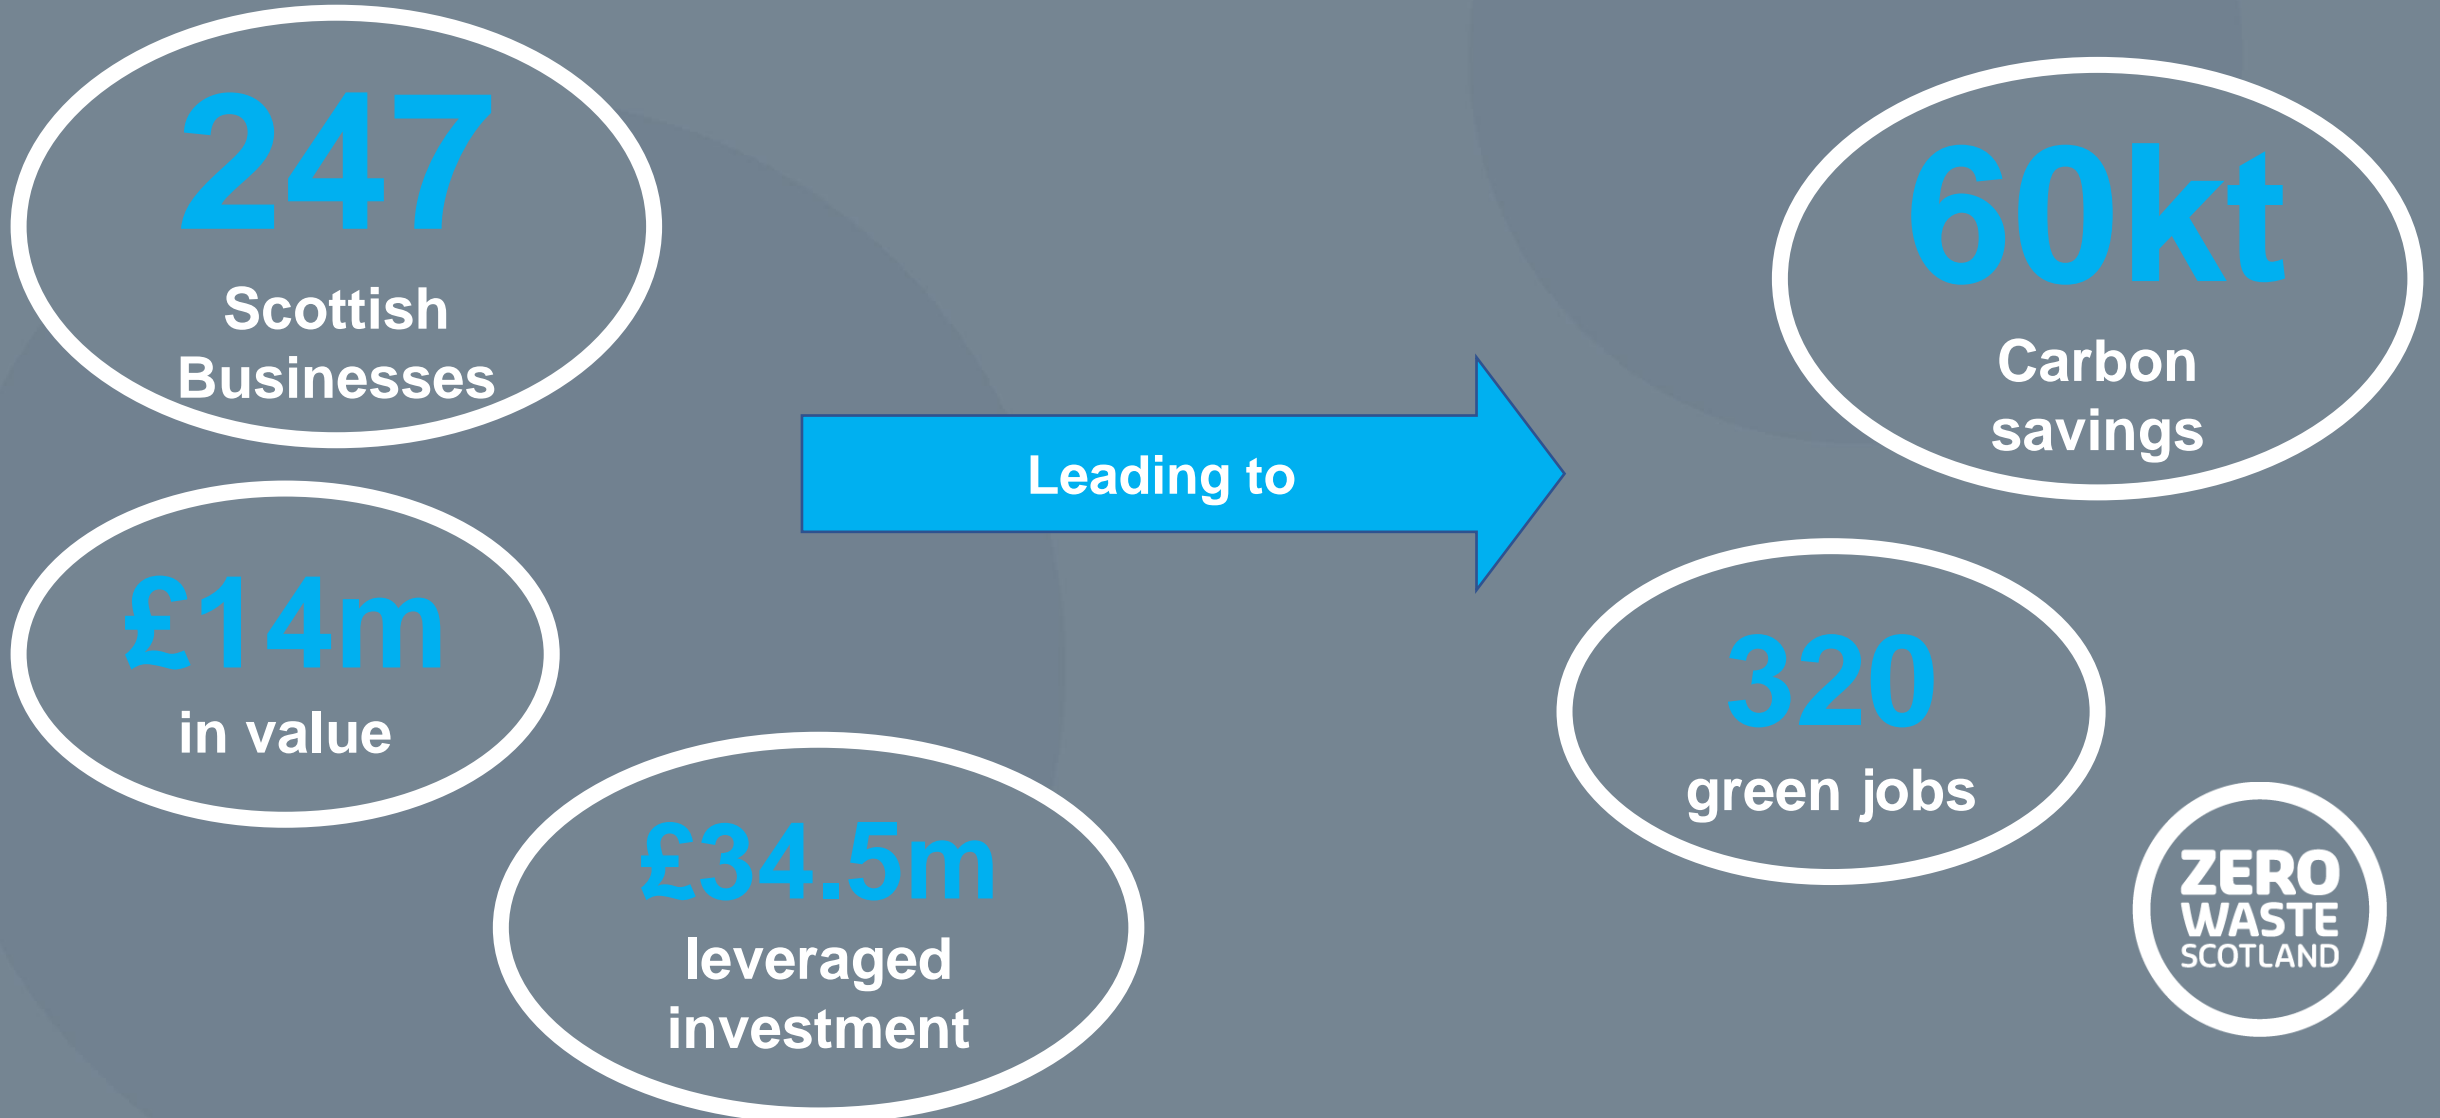 247
Scottish
Businesses
£14m
in value
£34.5m
leveraged
investment
Leading to
60kt
Carbon
savings
320
green jobs
ZERO
WASTE
SCOTLAND